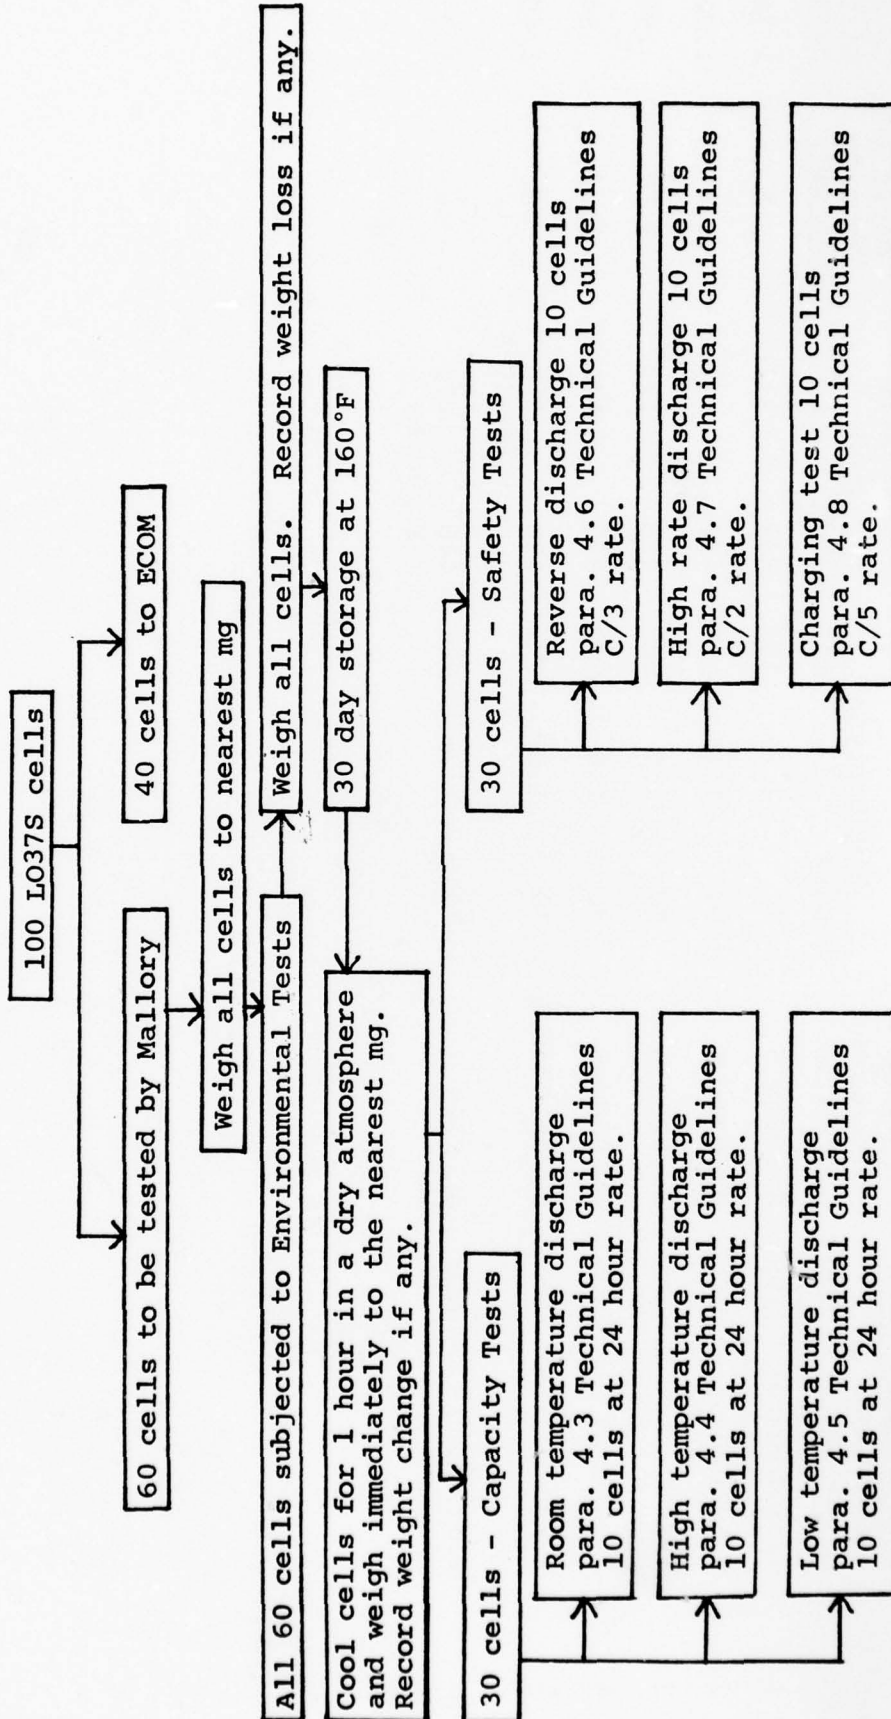 100 LO37S cells
60 cells to be tested by Mallory
40 cells to ECOM
Weigh all cells to nearest mg
All 60 cells subjected to Environmental Tests
Weigh all cells. Record weight loss if any.
30 day storage at 160°F
Cool cells for 1 hour in a dry atmosphere
and weigh immediately to the nearest mg.
Record weight change if any.
30 cells - Capacity Tests
Room temperature discharge
para. 4.3 Technical Guidelines
10 cells at 24 hour rate.
High temperature discharge
para. 4.4 Technical Guidelines
10 cells at 24 hour rate.
Low temperature discharge
para. 4.5 Technical Guidelines
10 cells at 24 hour rate.
30 cells - Safety Tests
Reverse discharge 10 cells
para. 4.6 Technical Guidelines
C/3 rate.
High rate discharge 10 cells
para. 4.7 Technical Guidelines
C/2 rate.
Charging test 10 cells
para. 4.8 Technical Guidelines
C/5 rate.